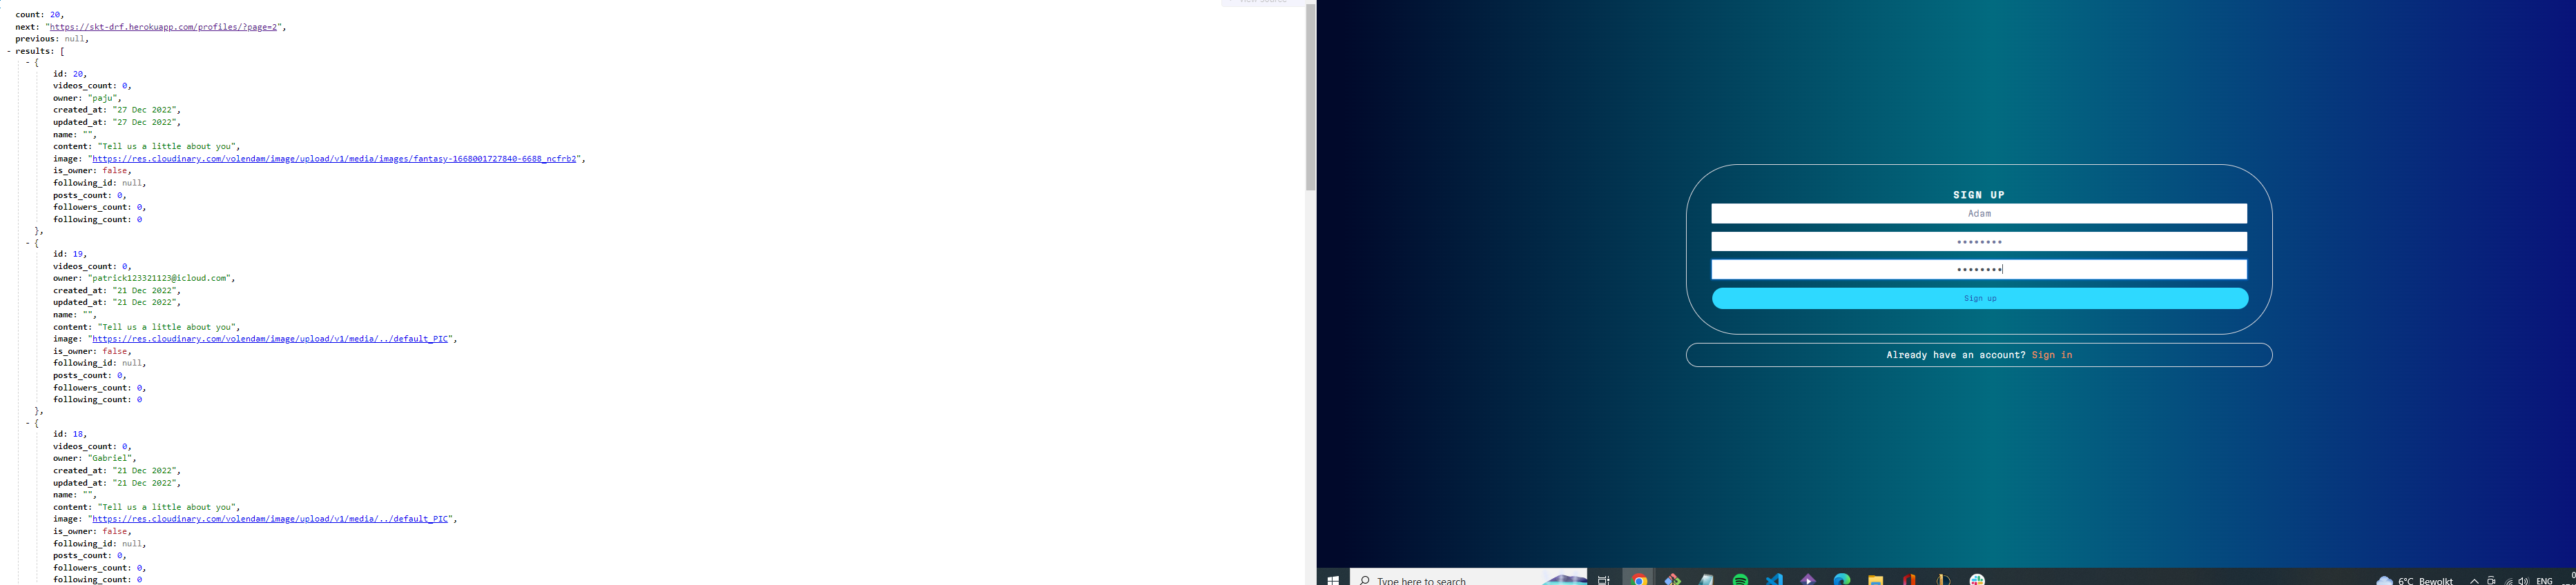 View source
count: 20,
next: "https://skt-drf.herokuapp.com/profiles/?page=2",
previous: null,
- results: [
- {
id: 20,
videos_count: 0,
owner: "paju",
created_at: "27 Dec 2022",
updated_at: "27 Dec 2022",
name: "",
content: "Tell us a little about you",
image: "https://res.cloudinary.com/volendam/image/upload/v1/media/images/fantasy-1668001727840-6688_ncfrb2",
is_owner: false,
following_id: null,
posts_count: 0,
followers_count: 0,
following_count: 0
},
- {
id: 19,
videos_count: 0,
owner: "patrick123321123@icloud.com",
created_at: "21 Dec 2022",
updated_at: "21 Dec 2022",
name: "",
content: "Tell us a little about you",
image: "https://res.cloudinary.com/volendam/image/upload/v1/media/../default_PIC",
is_owner: false,
following_id: null,
posts_count: 0,
followers_count: 0,
following_count: 0
},
- {
id: 18,
videos_count: 0,
owner: "Gabriel",
created_at: "21 Dec 2022",
updated_at: "21 Dec 2022",
name: "",
content: "Tell us a little about you",
image: "https://res.cloudinary.com/volendam/image/upload/v1/media/../default_PIC",
is_owner: false,
following_id: null,
posts_count: 0,
followers_count: 0,
following_count: 0
SIGN UP
Adam
••••••••
••••••••
Sign up
Already have an account? Sign in
Type here to search
6°C Bewolkt
ENG